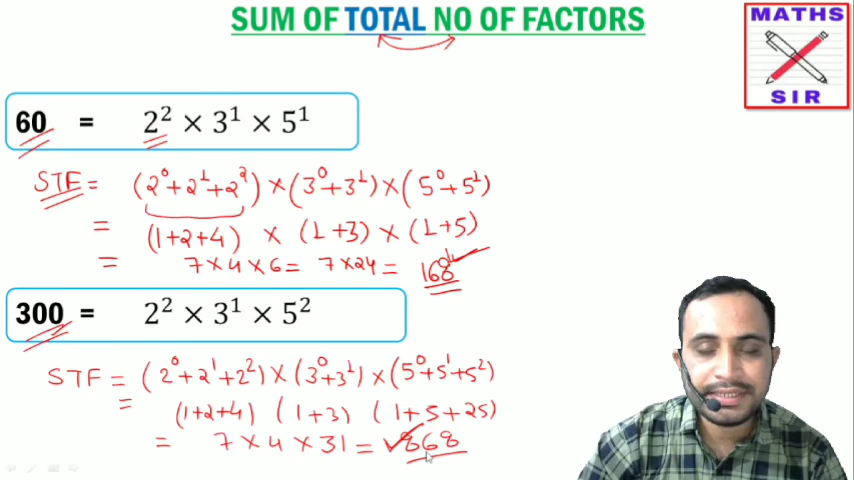 SUM OF TOTAL NO OF FACTORS
MATHS
SIR
60 = 2² × 3¹ × 5¹
STF = (2⁰+2¹+2²) × (3⁰+3¹) × (5⁰+5¹)
= (1+2+4) × (1+3) × (1+5)
= 7×4×6 = 7×24 = 168
300 = 2² × 3¹ × 5²
STF = (2⁰+2¹+2²) × (3⁰+3¹) × (5⁰+5¹+5²)
= (1+2+4) (1+3) (1+5+25)
= 7×4×31 = 868